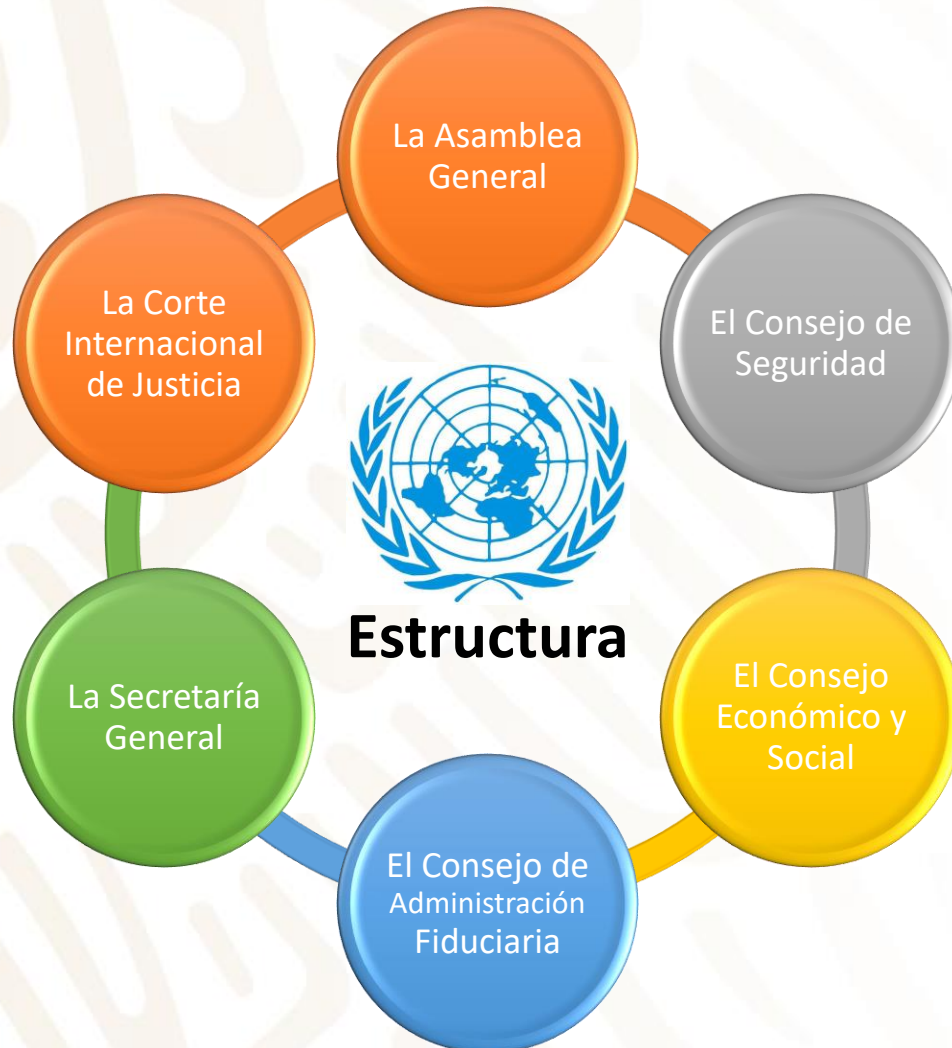 La Asamblea
General
El Consejo de
Seguridad
El Consejo
Económico y
Social
El Consejo de
Administración
Fiduciaria
La Secretaría
General
La Corte
Internacional
de Justicia
Estructura